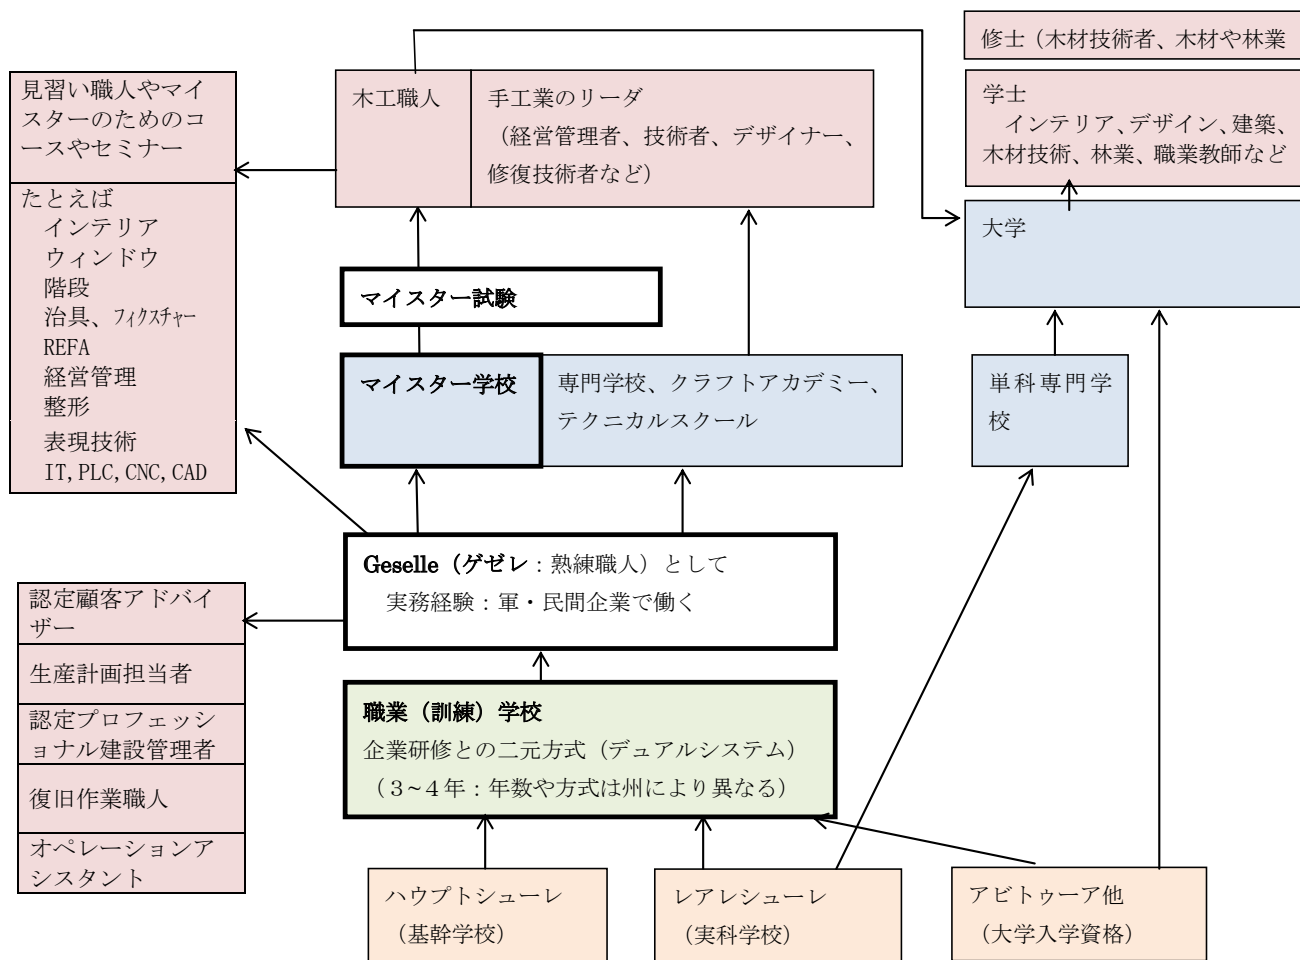 修士（木材技術者、木材や林業
学士
インテリア、デザイン、建築、
木材技術、林業、職業教師など
大学
木工職人
手工業のリーダ
（経営管理者、技術者、デザイナー、
修復技術者など）
見習い職人やマイ
スターのためのコ
ースやセミナー
たとえば
インテリア
ウィンドウ
階段
治具、フィクスチャー
REFA
経営管理
整形
表現技術
IT,PLC,CNC,CAD
マイスター試験
マイスター学校
専門学校、クラフトアカデミー、
テクニカルスクール
単科専門学
校
Geselle（ゲゼレ：熟練職人）として
実務経験：軍・民間企業で働く
認定顧客アドバイ
ザー
生産計画担当者
認定プロフェッシ
ョナル建設管理者
復旧作業職人
オペレーションア
シスタント
職業（訓練）学校
企業研修との二元方式（デュアルシステム）
（３~４年：年数や方式は州により異なる）
ハウプトシューレ
（基幹学校）
レアレシューレ
（実科学校）
アビトゥーア他
（大学入学資格）